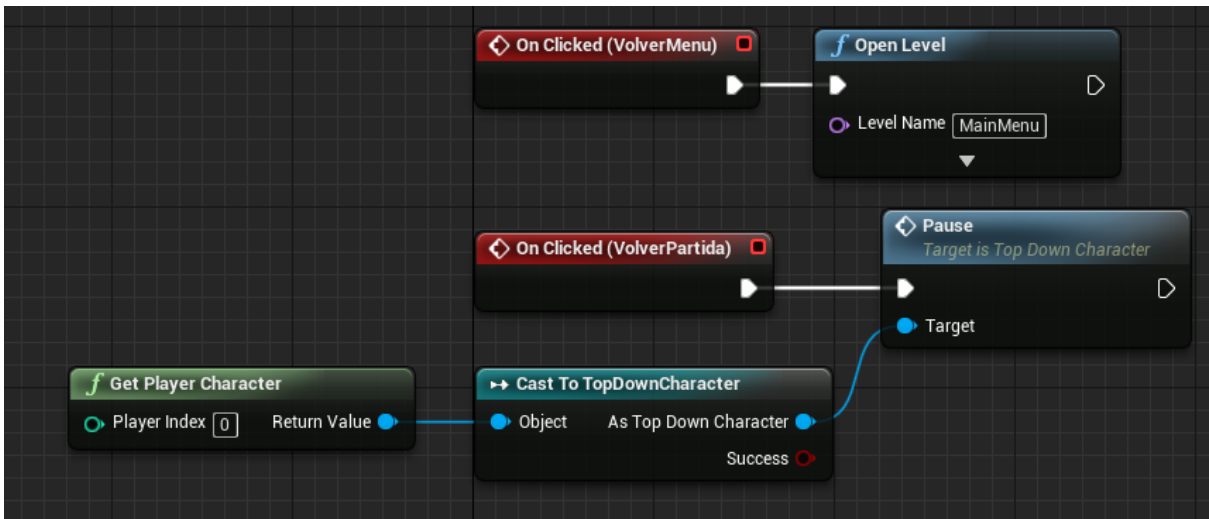 On Clicked (VolverMenu)
Open Level
Level Name MainMenu
On Clicked (VolverPartida)
Pause
Target is Top Down Character
Target
Get Player Character
Player Index 0 Return Value
Cast To TopDownCharacter
Object As Top Down Character
Success